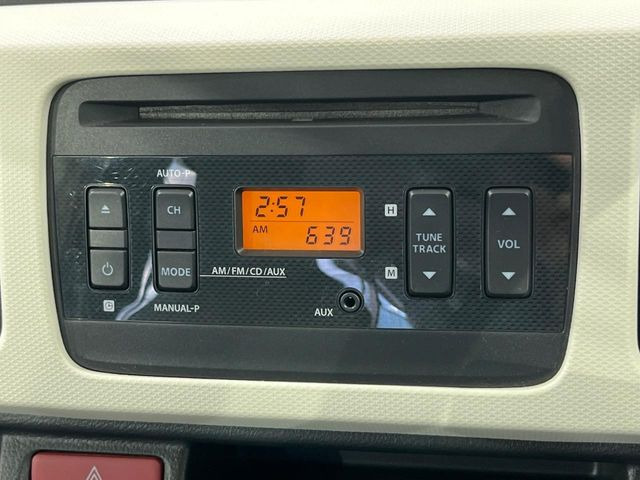 AUTO-P
CH
MODE
MANUAL-P
AM/FM/CD/AUX
2:57
AM
639
AUX
H
M
TUNE
TRACK
VOL